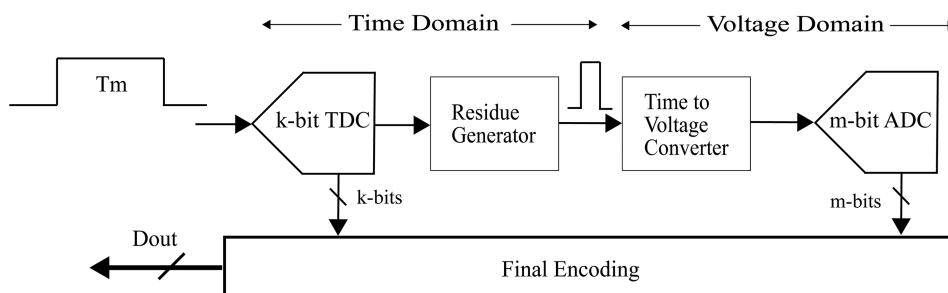 Time Domain
Voltage Domain
Tm
k-bit TDC
Residue
Generator
Time to
Voltage
Converter
m-bit ADC
k-bits
m-bits
Dout
Final Encoding